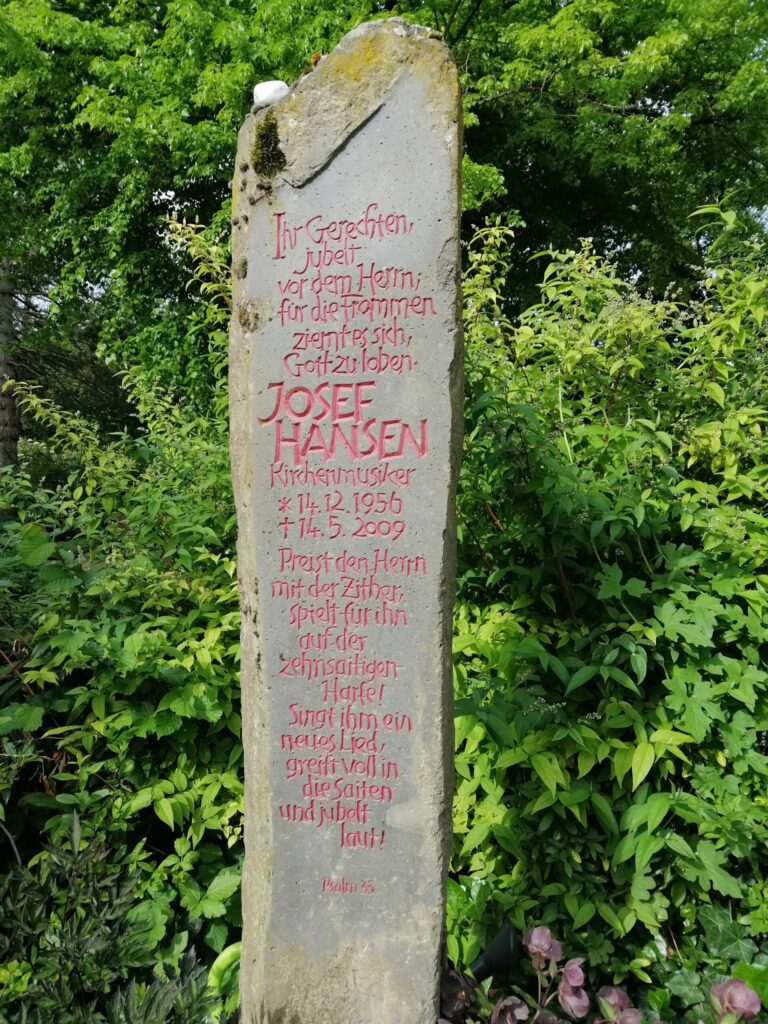 Ihr Gerechten,
jubelt
vor dem Herrn,
für die Frommen
ziemt es sich,
Gott zu loben.
JOSEF
HANSEN
Kirchenmusiker
* 14.12.1956
† 14.5.2009
Preist den Herrn
mit der Zither,
spielt für ihn
auf der
zehnsaitigen
Harfe!
Singt ihm ein
neues Lied,
greift voll in
die Saiten
und jubelt
laut!
Psalm 33